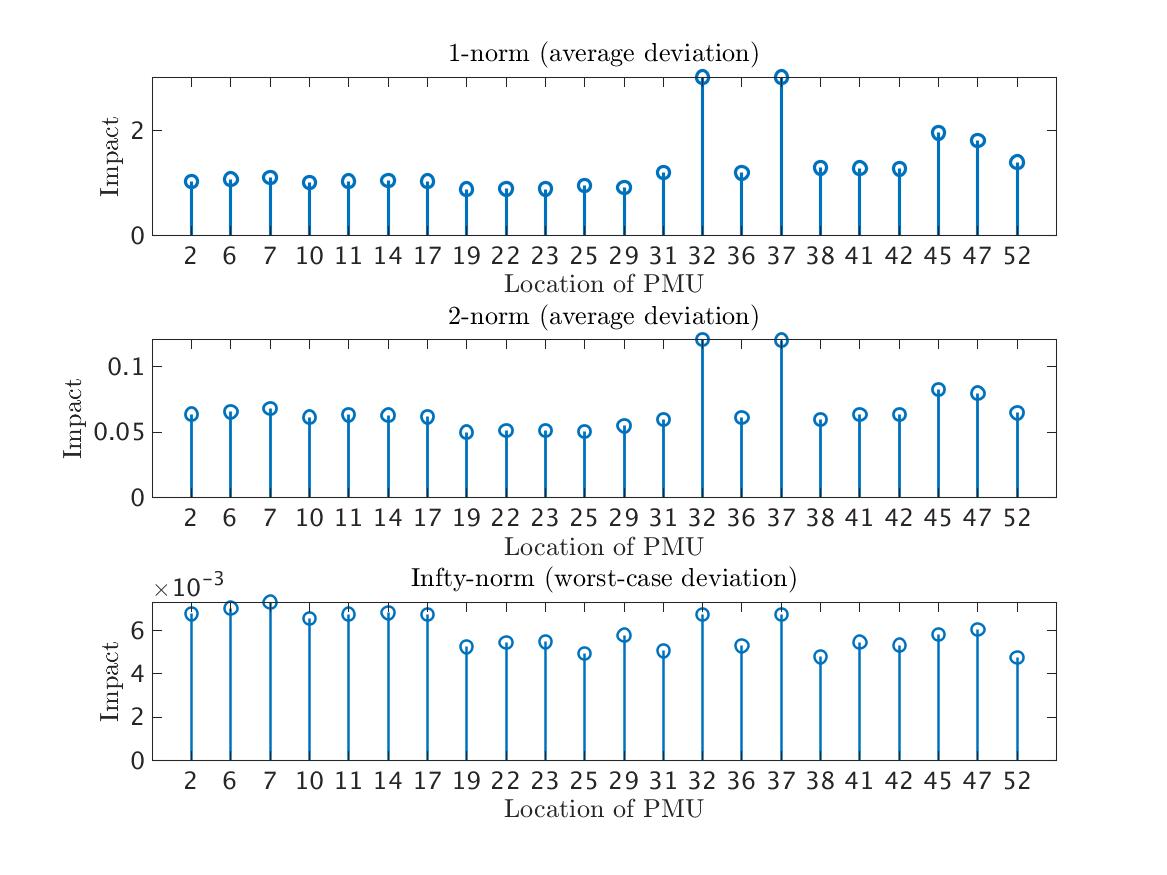 1-norm (average deviation)
Impact
2
0
2 6 7 10 11 14 17 19 22 23 25 29 31 32 36 37 38 41 42 45 47 52
Location of PMU
2-norm (average deviation)
Impact
0.1
0.05
0
2 6 7 10 11 14 17 19 22 23 25 29 31 32 36 37 38 41 42 45 47 52
Location of PMU
Infty-norm (worst-case deviation)
×10⁻³
Impact
6
4
2
0
2 6 7 10 11 14 17 19 22 23 25 29 31 32 36 37 38 41 42 45 47 52
Location of PMU